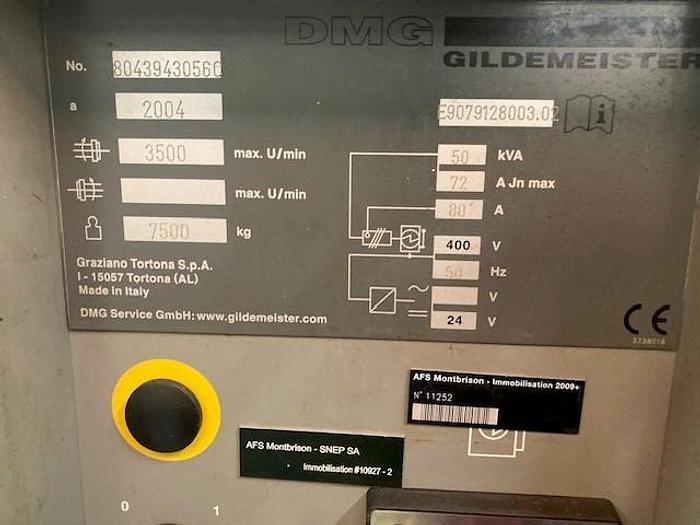 DMG
GILDEMEISTER
No. 8043943056C
a 2004
E9079128003.02
3500 max. U/min
max. U/min
7500 kg
50 kVA
72 A Jn max
80 A
400 V
50 Hz
V
24 V
Graziano Tortona S.p.A.
I - 15057 Tortona (AL)
Made in Italy
DMG Service GmbH: www.gildemeister.com
CE
3738018
AFS Montbrison - Immobilisation 2009+
N° 11252
AFS Montbrison - SNEP SA
Immobilisation #10927 - 2
0 1